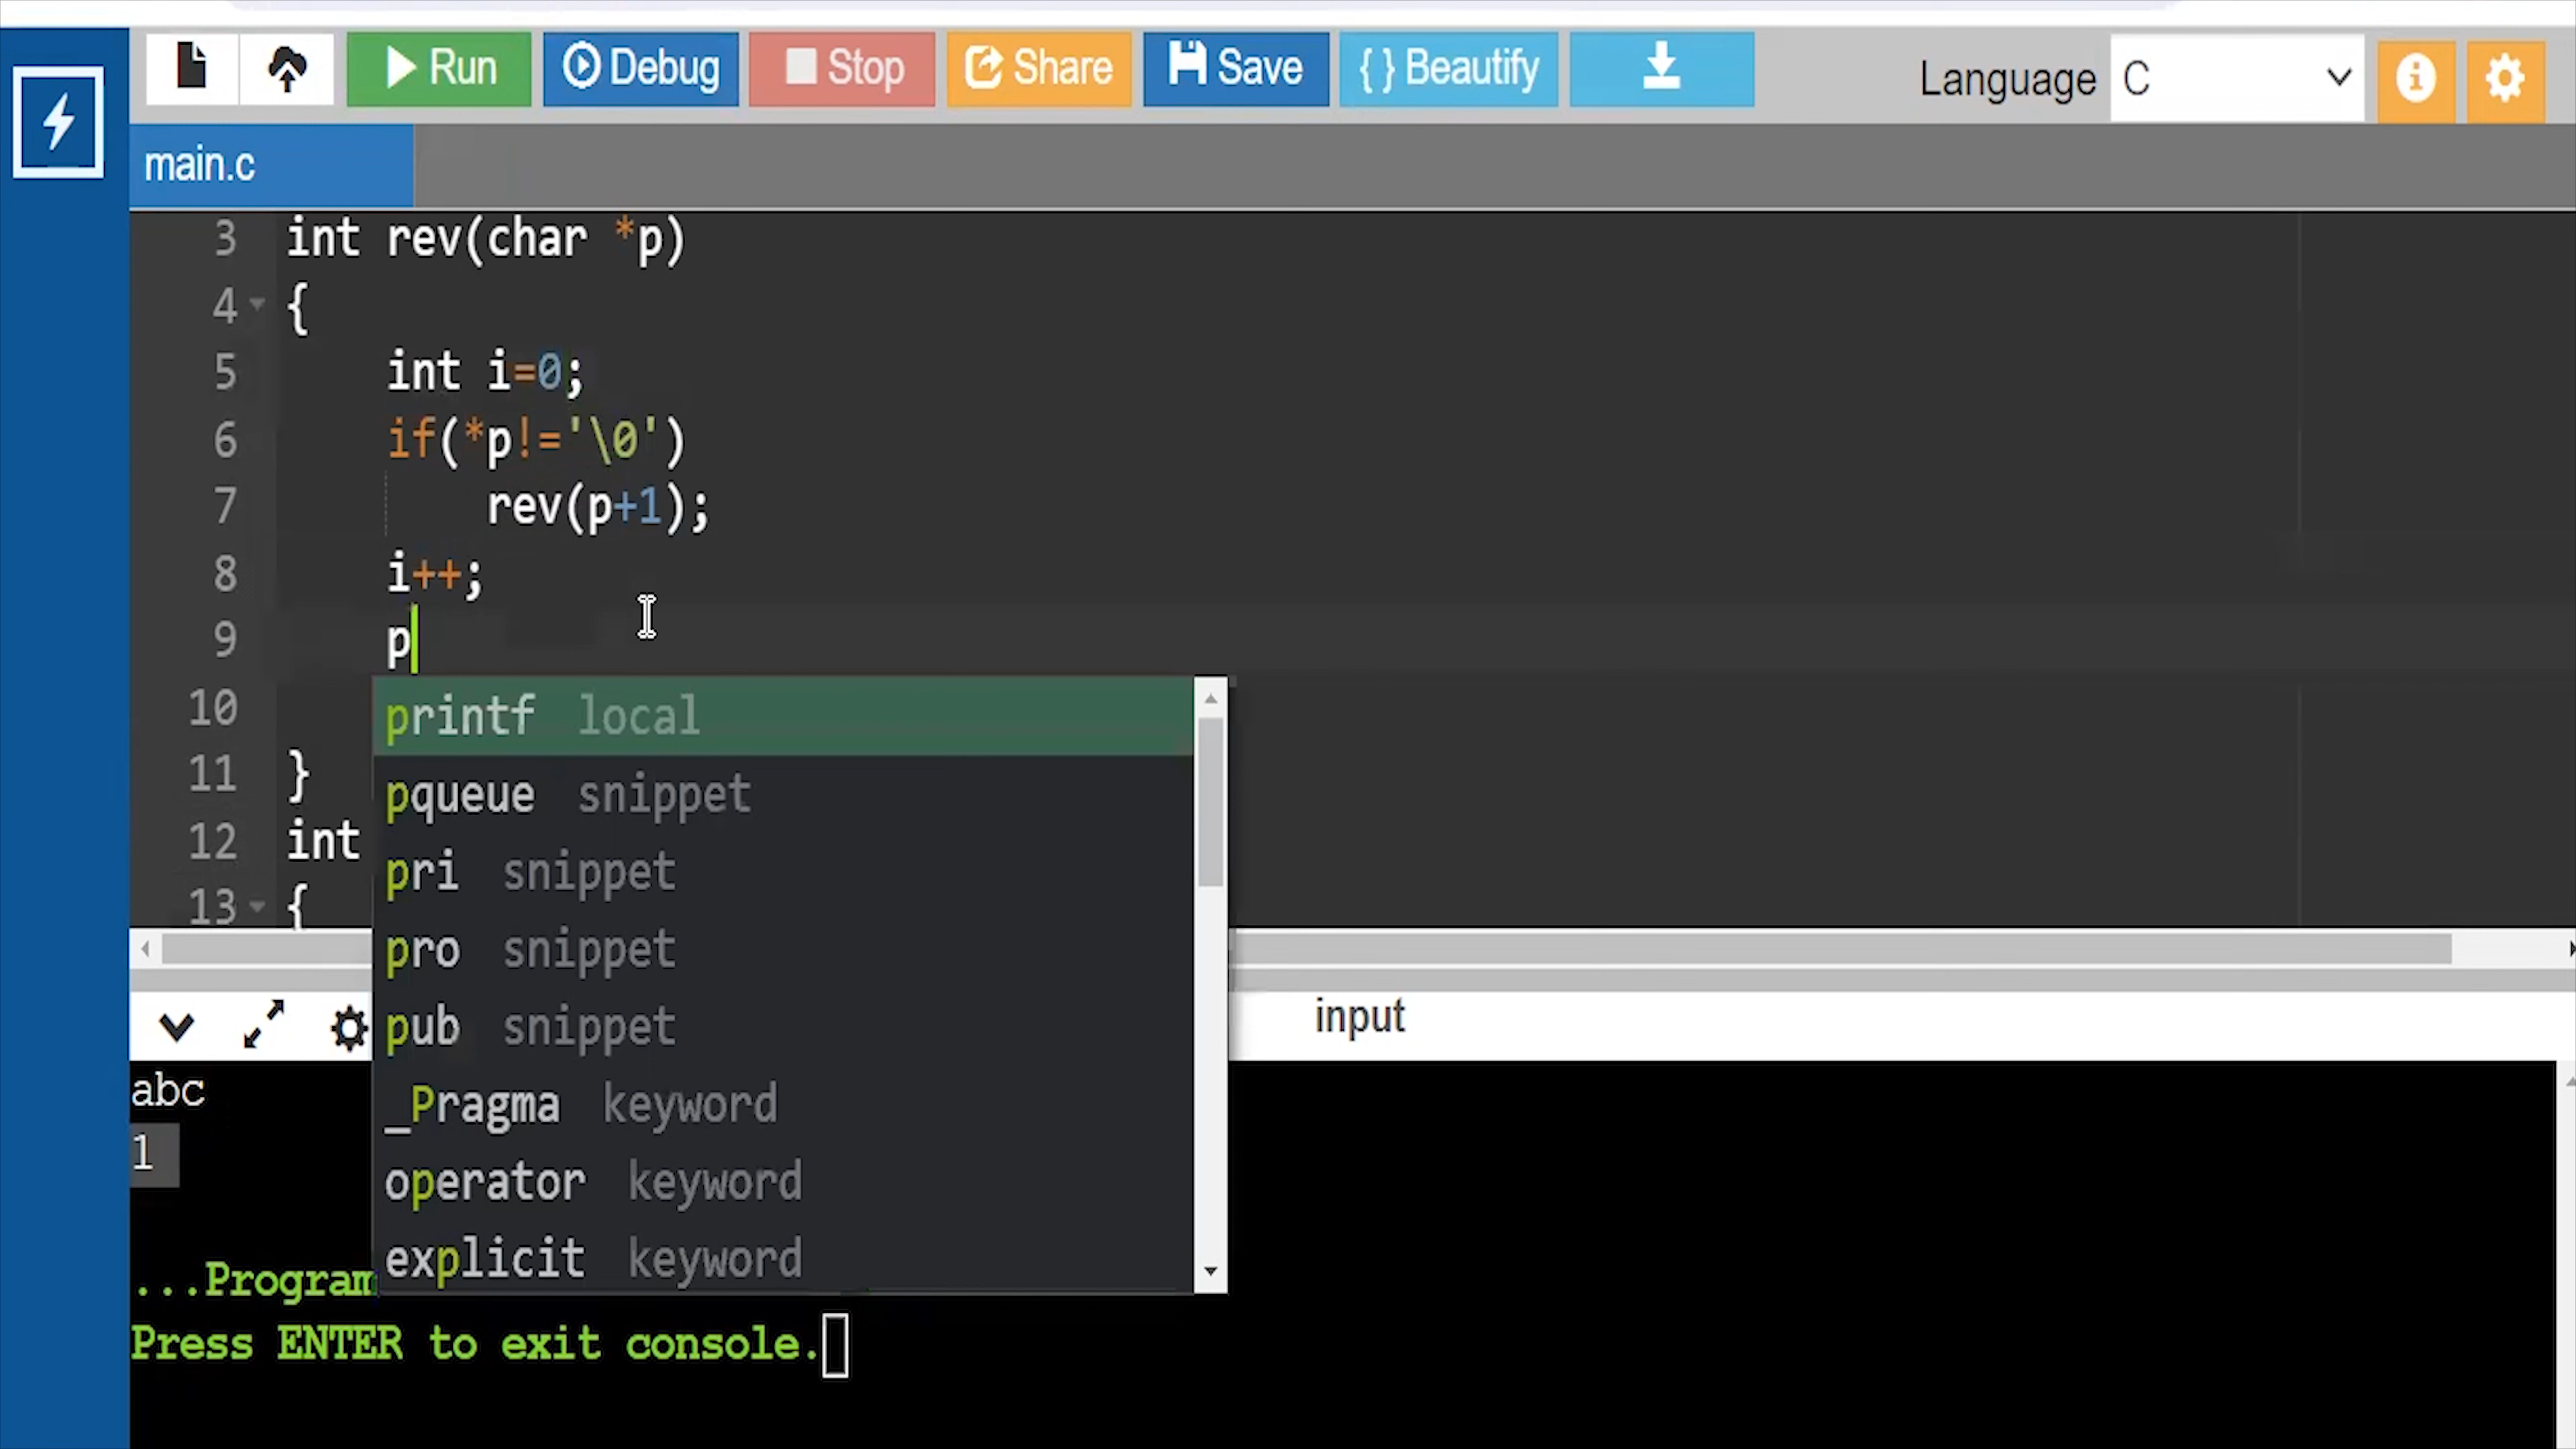 Run Debug Stop Share Save {} Beautify Language C
main.c
3 int rev(char *p)
4 {
5 int i=0;
6 if(*p!='\0')
7 rev(p+1);
8 i++;
9 p
printf local
10
pqueue snippet
11 }
12 int
pri snippet
13 {
pro snippet
input
pub snippet
abc
_Pragma keyword
1
operator keyword
explicit keyword
...Program
Press ENTER to exit console.